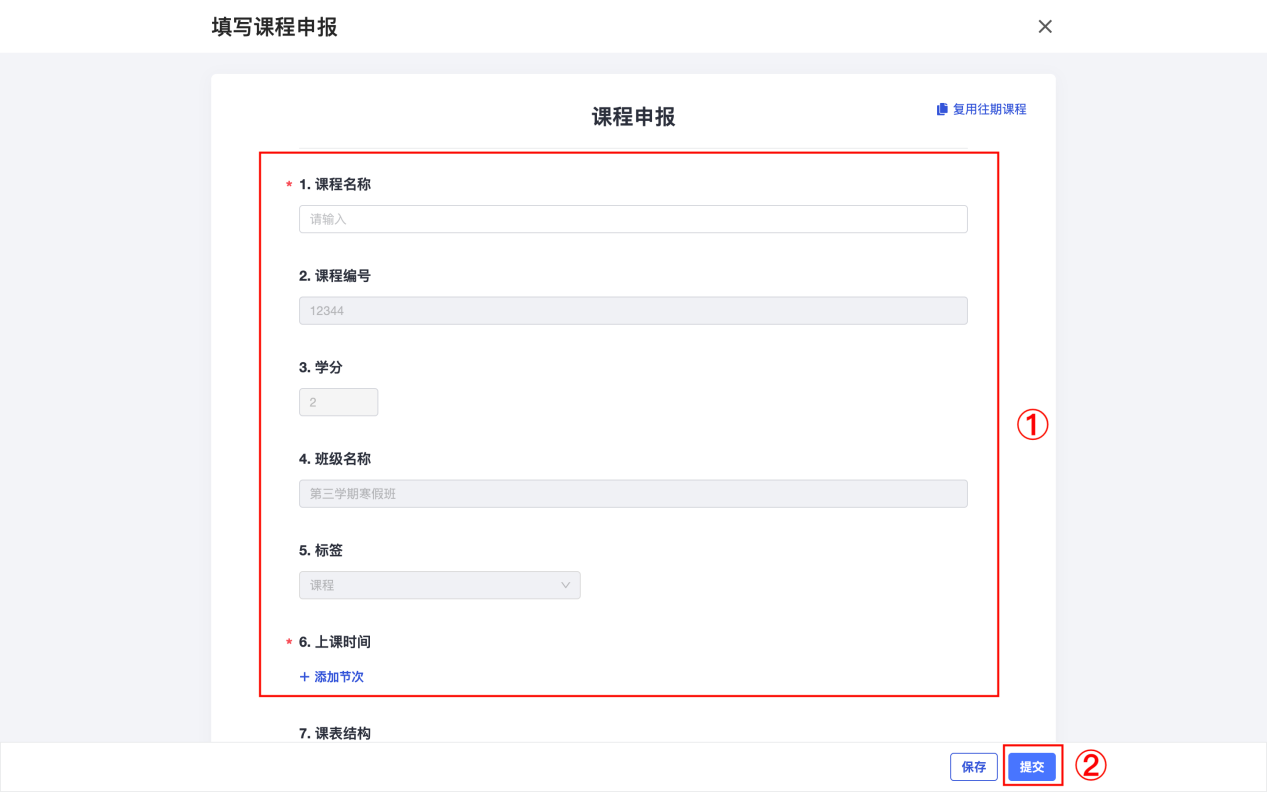 填写课程申报
课程申报
复用往期课程
* 1. 课程名称
请输入
2. 课程编号
12344
3. 学分
2
4. 班级名称
第三学期寒假班
5. 标签
课程
* 6. 上课时间
+ 添加节次
①
7. 课表结构
保存
提交
②